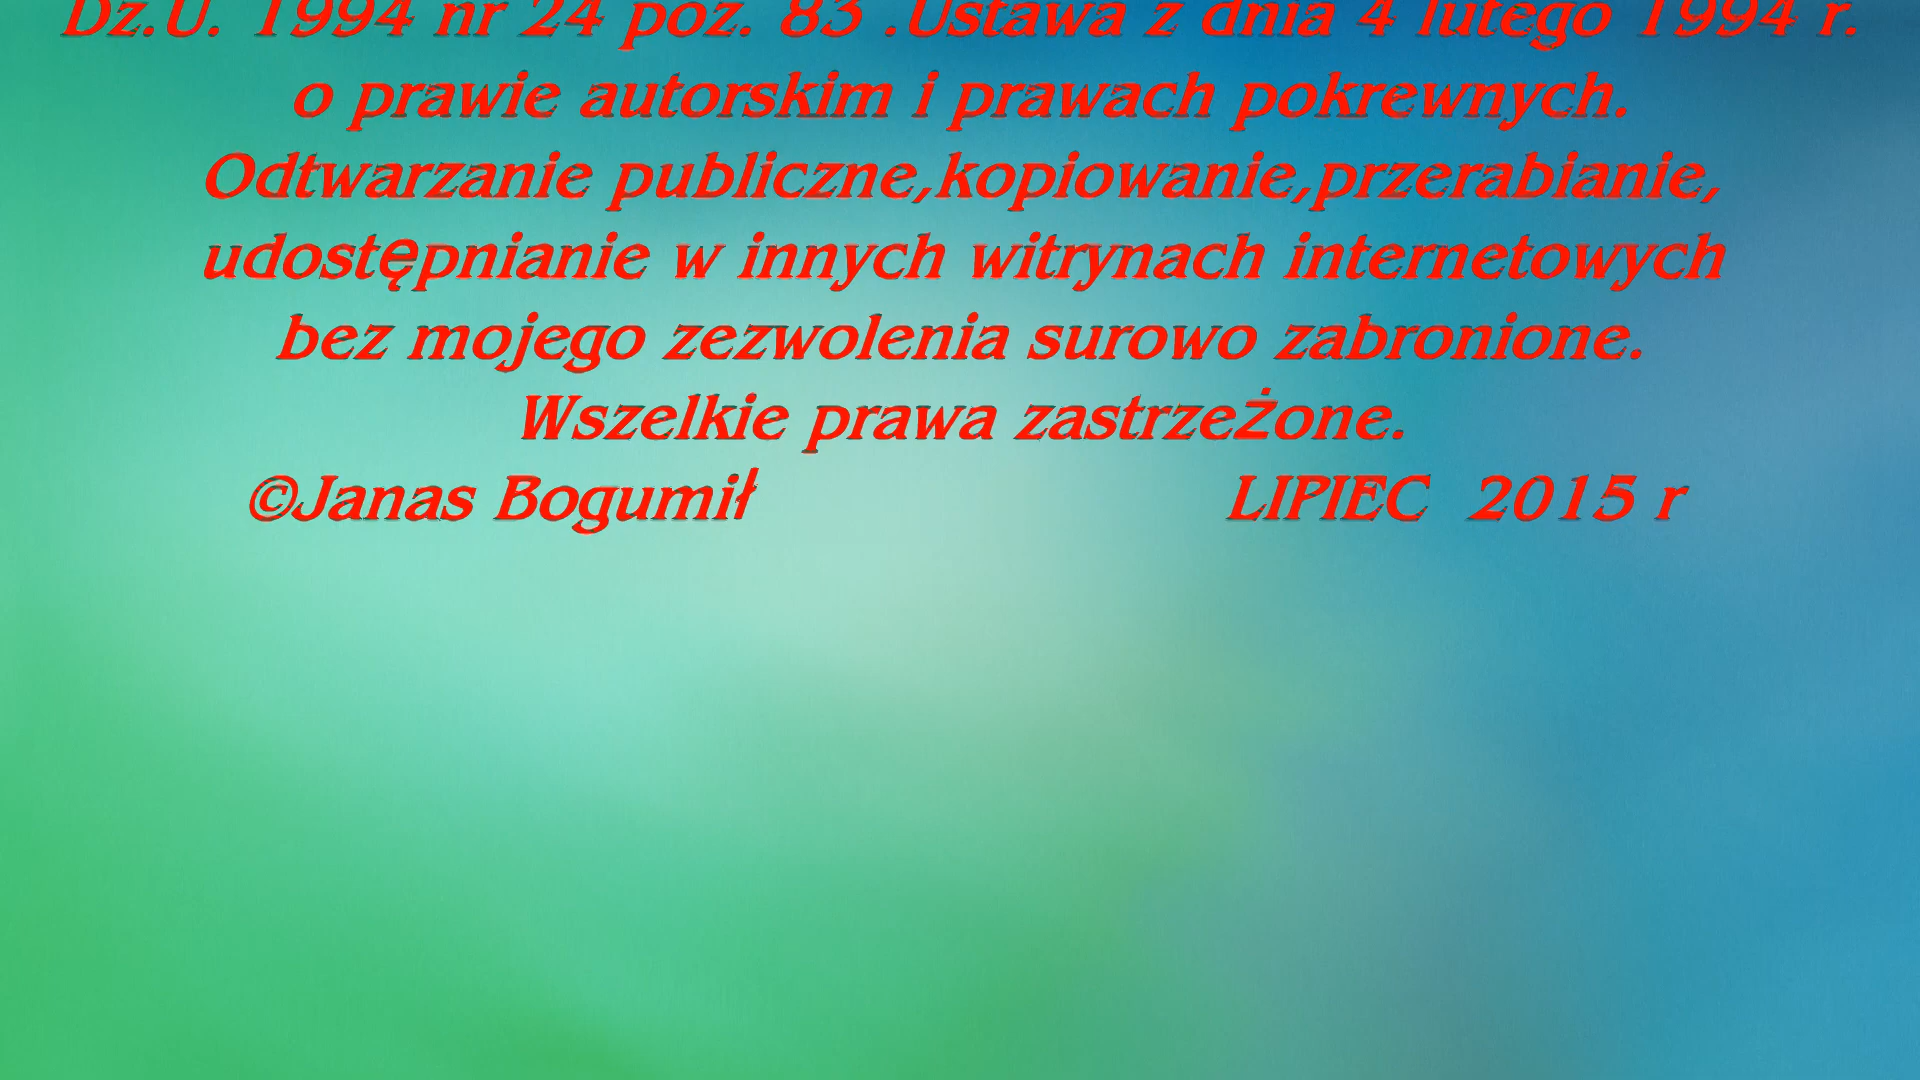 Dz.U. 1994 nr 24 poz. 83 .Ustawa z dnia 4 lutego 1994 r.
o prawie autorskim i prawach pokrewnych.
Odtwarzanie publiczne,kopiowanie,przerabianie,
udostępnianie w innych witrynach internetowych
bez mojego zezwolenia surowo zabronione.
Wszelkie prawa zastrzeżone.
©Janas Bogumił LIPIEC 2015 r